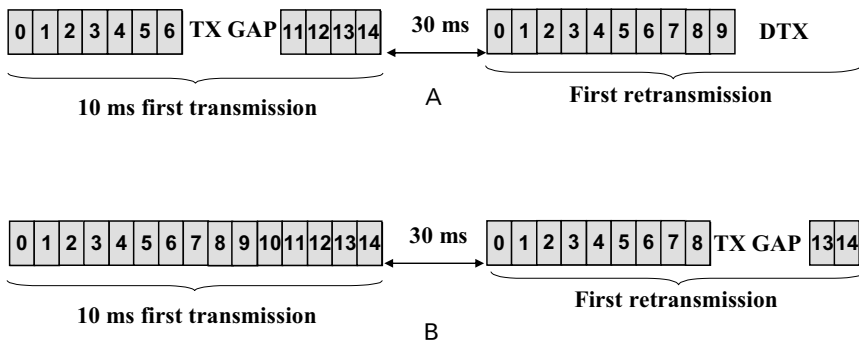 0 1 2 3 4 5 6 TX GAP 11 12 13 14 30 ms 0 1 2 3 4 5 6 7 8 9 DTX
10 ms first transmission A First retransmission
0 1 2 3 4 5 6 7 8 9 10 11 12 13 14 30 ms 0 1 2 3 4 5 6 7 8 TX GAP 13 14
10 ms first transmission First retransmission
B